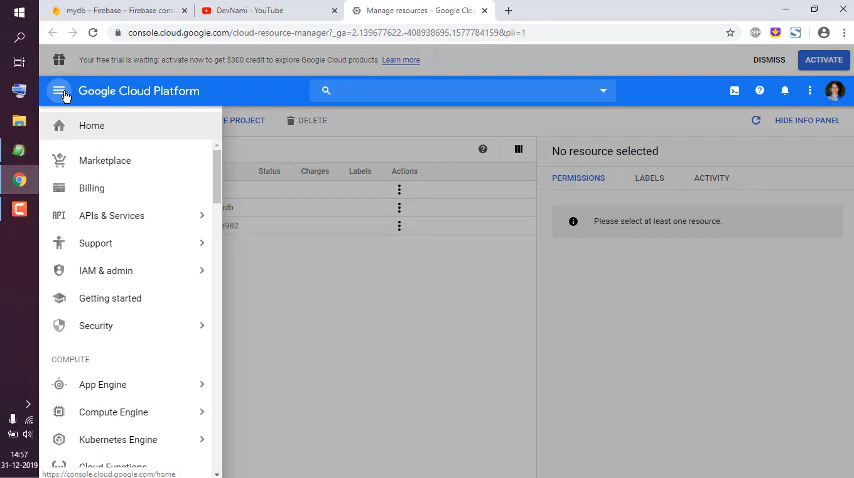 mydb – Firebase – Firebase cons
DevNami - YouTube
Manage resources – Google Clo
console.cloud.google.com/cloud-resource-manager?_ga=2.139677622.-408938695.1577784159&pli=1
Your free trial is waiting: activate now to get $300 credit to explore Google Cloud products. Learn more
DISMISS
ACTIVATE
Google Cloud Platform
Home
E PROJECT
DELETE
HIDE INFO PANEL
Marketplace
No resource selected
Status
Charges
Labels
Actions
PERMISSIONS
LABELS
ACTIVITY
Billing
idb
API
APIs & Services
Please select at least one resource.
982
Support
IAM & admin
Getting started
Security
COMPUTE
App Engine
Compute Engine
Kubernetes Engine
Cloud Functions
14:57
31-12-2019
https://console.cloud.google.com/home